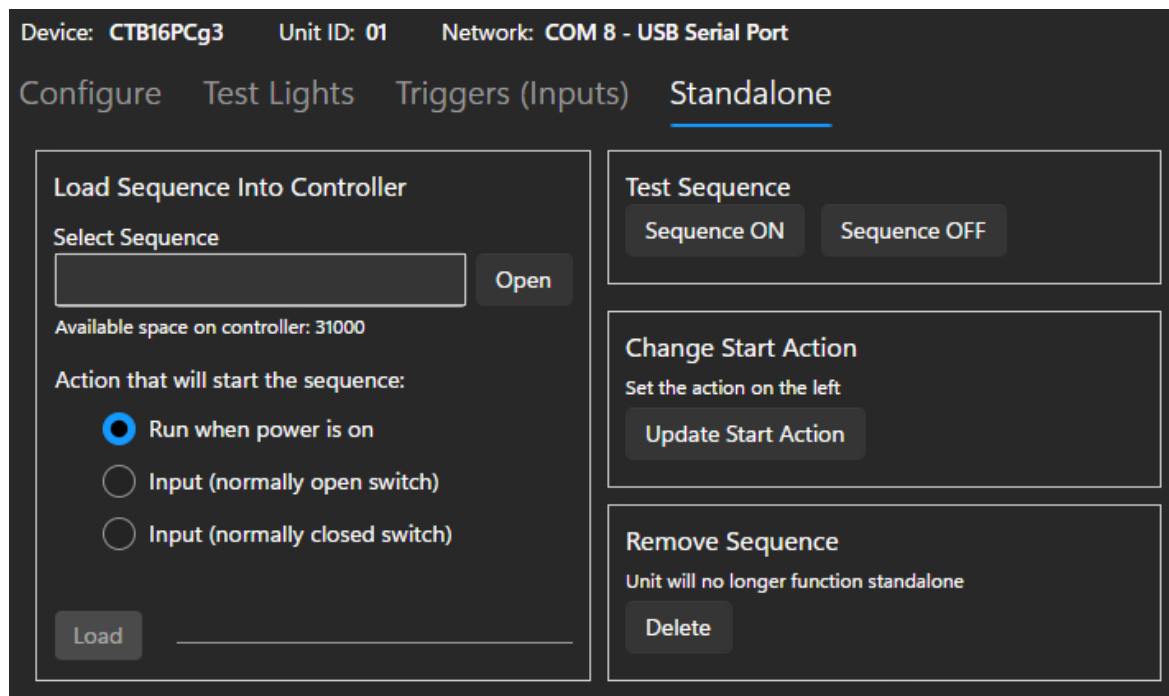 Device: CTB16PCg3 Unit ID: 01 Network: COM 8 - USB Serial Port
Configure Test Lights Triggers (Inputs) Standalone
Load Sequence Into Controller
Select Sequence
Open
Available space on controller: 31000
Action that will start the sequence:
Run when power is on
Input (normally open switch)
Input (normally closed switch)
Load
Test Sequence
Sequence ON Sequence OFF
Change Start Action
Set the action on the left
Update Start Action
Remove Sequence
Unit will no longer function standalone
Delete